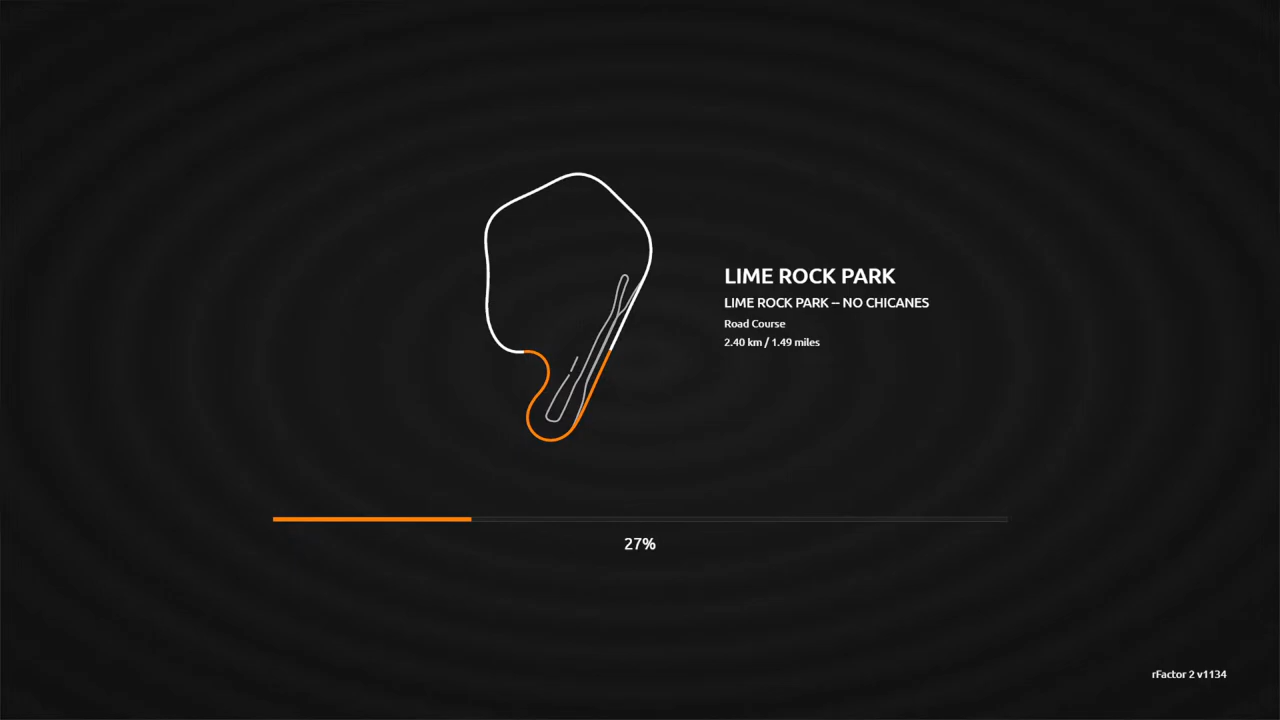 LIME ROCK PARK
LIME ROCK PARK -- NO CHICANES
Road Course
2.40 km / 1.49 miles
27%
rFactor 2 v1134